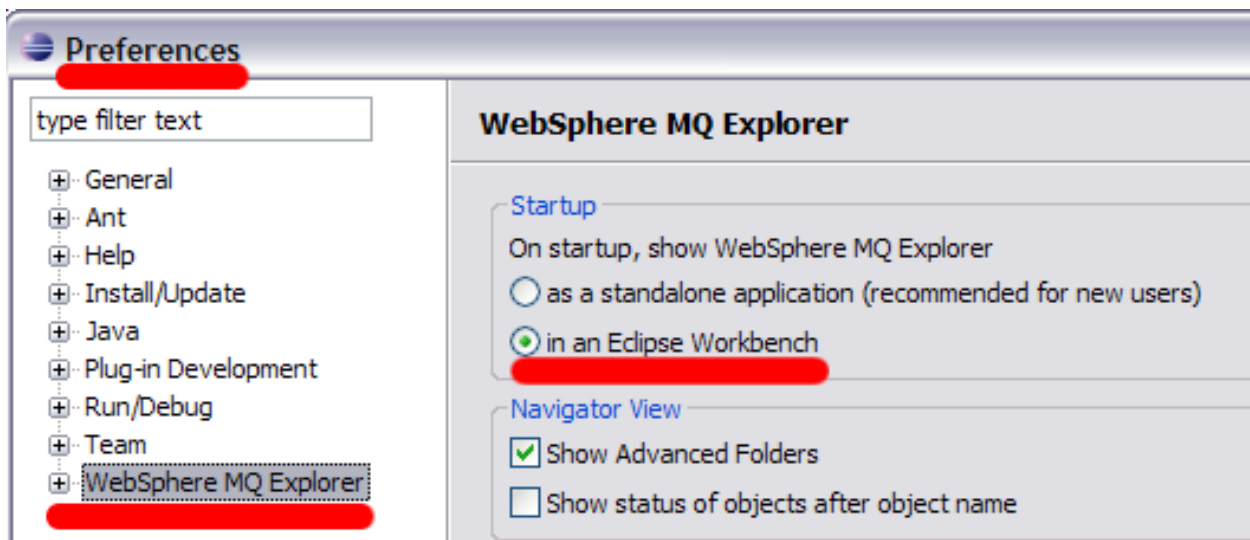 Preferences
type filter text
General
Ant
Help
Install/Update
Java
Plug-in Development
Run/Debug
Team
WebSphere MQ Explorer
WebSphere MQ Explorer
Startup
On startup, show WebSphere MQ Explorer
as a standalone application (recommended for new users)
in an Eclipse Workbench
Navigator View
Show Advanced Folders
Show status of objects after object name